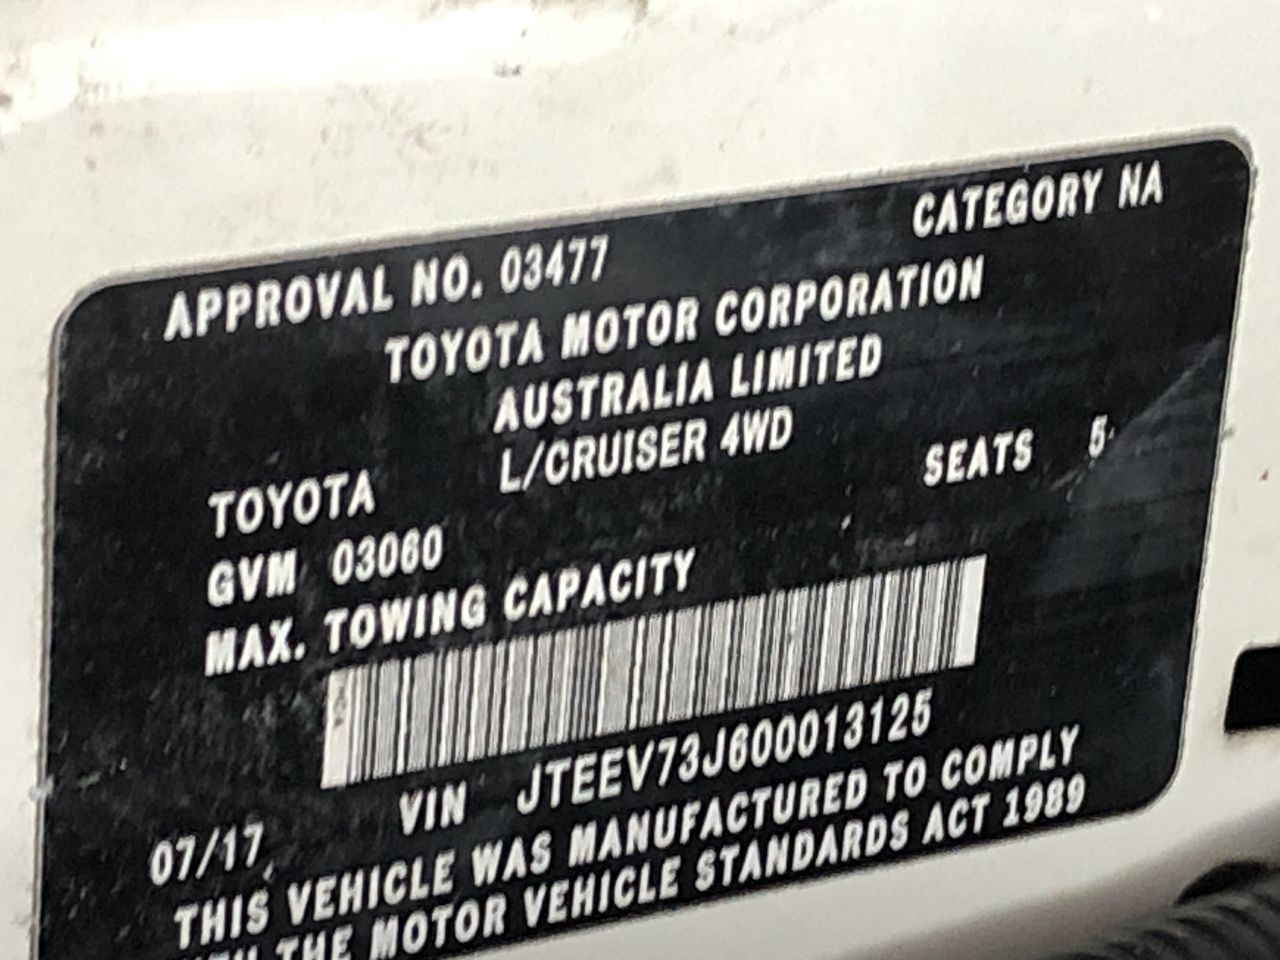 APPROVAL NO. 03477 CATEGORY NA
TOYOTA MOTOR CORPORATION
AUSTRALIA LIMITED
TOYOTA L/CRUISER 4WD SEATS 5
GVM 03060
MAX. TOWING CAPACITY
VIN JTEEV73J600013125
07/17
THIS VEHICLE WAS MANUFACTURED TO COMPLY
WITH THE MOTOR VEHICLE STANDARDS ACT 1989